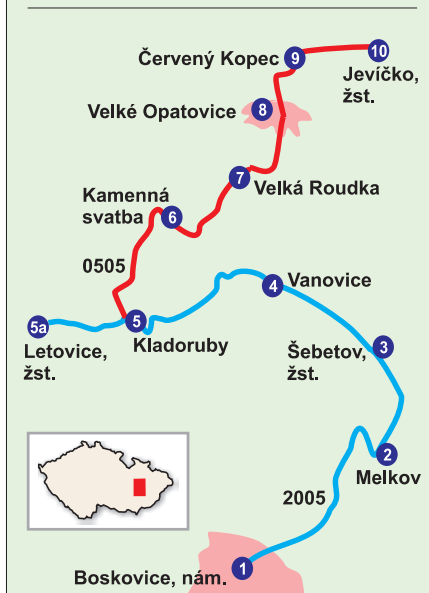 Červený Kopec 9
10
Jevíčko,
žst.
Velké Opatovice 8
7 Velká Roudka
Kamenná
svatba
6
0505
4 Vanovice
5a
Letovice,
žst.
5
Kladoruby
Šebetov,
žst.
3
2
Melkov
2005
1
Boskovice, nám.